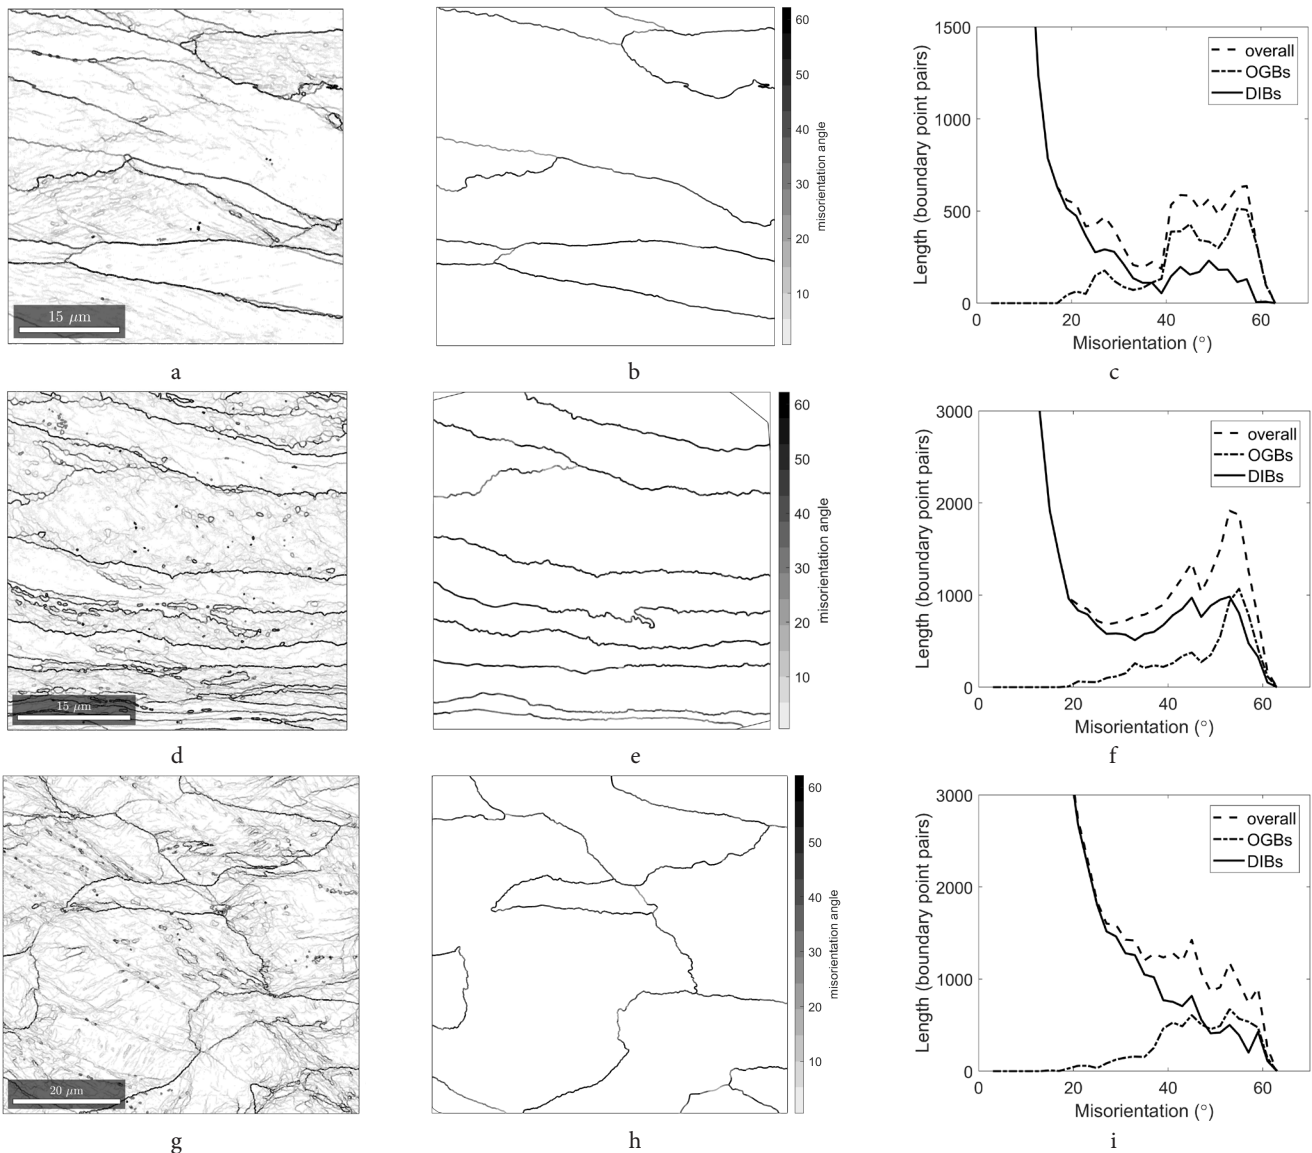 15 μm
60
50
40
30
20
10
misorientation angle
1500
1000
500
0
Length (boundary point pairs)
overall
OGBs
DIBs
0 20 40 60
Misorientation (°)
a b c
15 μm
60
50
40
30
20
10
misorientation angle
3000
2000
1000
0
Length (boundary point pairs)
overall
OGBs
DIBs
0 20 40 60
Misorientation (°)
d e f
20 μm
60
50
40
30
20
10
misorientation angle
3000
2000
1000
0
Length (boundary point pairs)
overall
OGBs
DIBs
0 20 40 60
Misorientation (°)
g h i